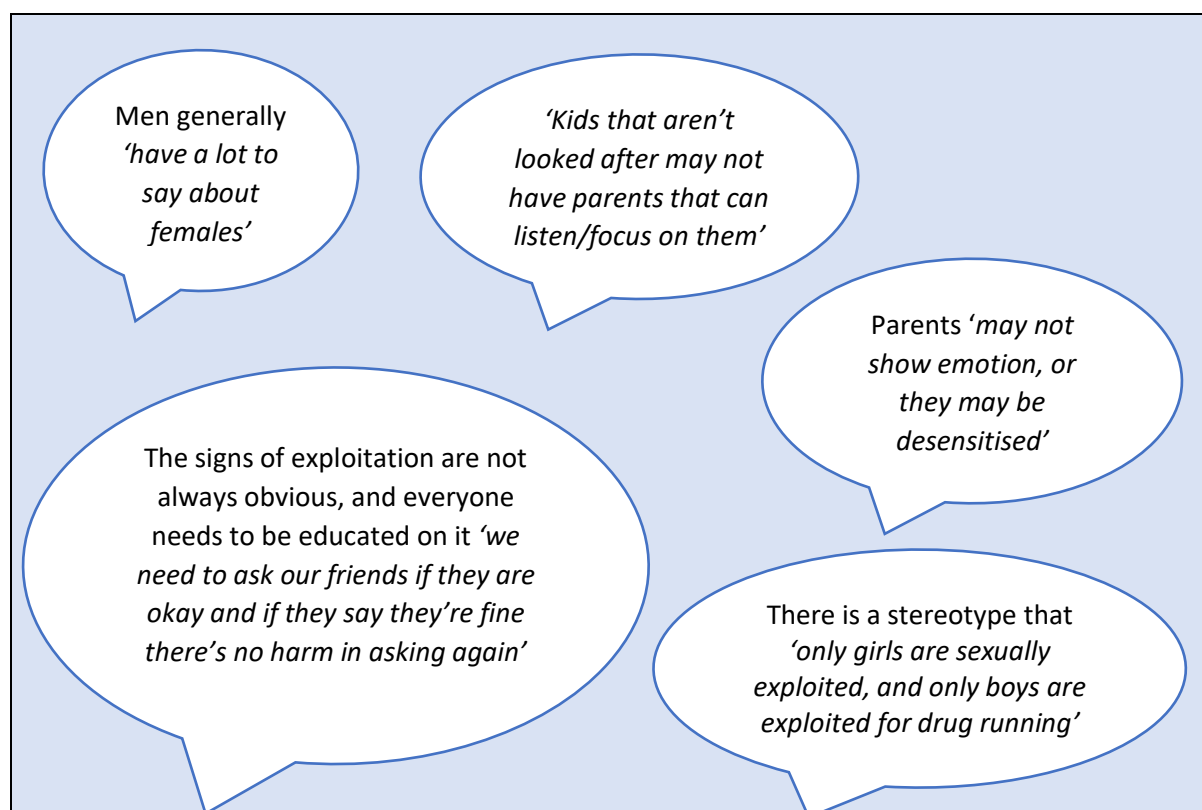 Men generally
‘have a lot to
say about
females’
‘Kids that aren’t
looked after may not
have parents that can
listen/focus on them’
Parents ‘may not
show emotion, or
they may be
desensitised’
The signs of exploitation are not
always obvious, and everyone
needs to be educated on it ‘we
need to ask our friends if they are
okay and if they say they’re fine
there’s no harm in asking again’
There is a stereotype that
‘only girls are sexually
exploited, and only boys are
exploited for drug running’